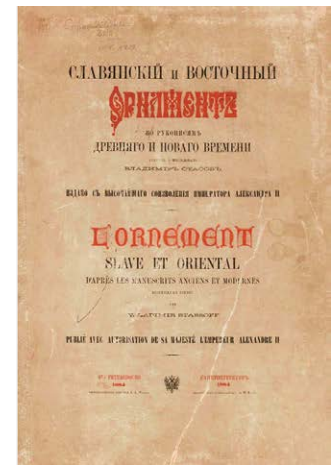 СЛАВЯНСКІЙ И ВОСТОЧНЫЙ
ОРНАМЕНТЪ
ПО РУКОПИСЯМЪ
ДРЕВНЯГО И НОВАГО ВРЕМЕНИ
ВЛАДИМІРЪ СТАСОВЪ
ИЗДАНО СЪ ВЫСОЧАЙШАГО СОИЗВОЛЕНІЯ ИМПЕРАТОРА АЛЕКСАНДРА II
L'ORNEMENT
SLAVE ET ORIENTAL
D'APRÈS LES MANUSCRITS ANCIENS ET MODERNES
PAR
WLADIMIR STASSOFF
PUBLIÉ AVEC AUTORISATION DE SA MAJESTÉ L'EMPEREUR ALEXANDRE II
1884
1884